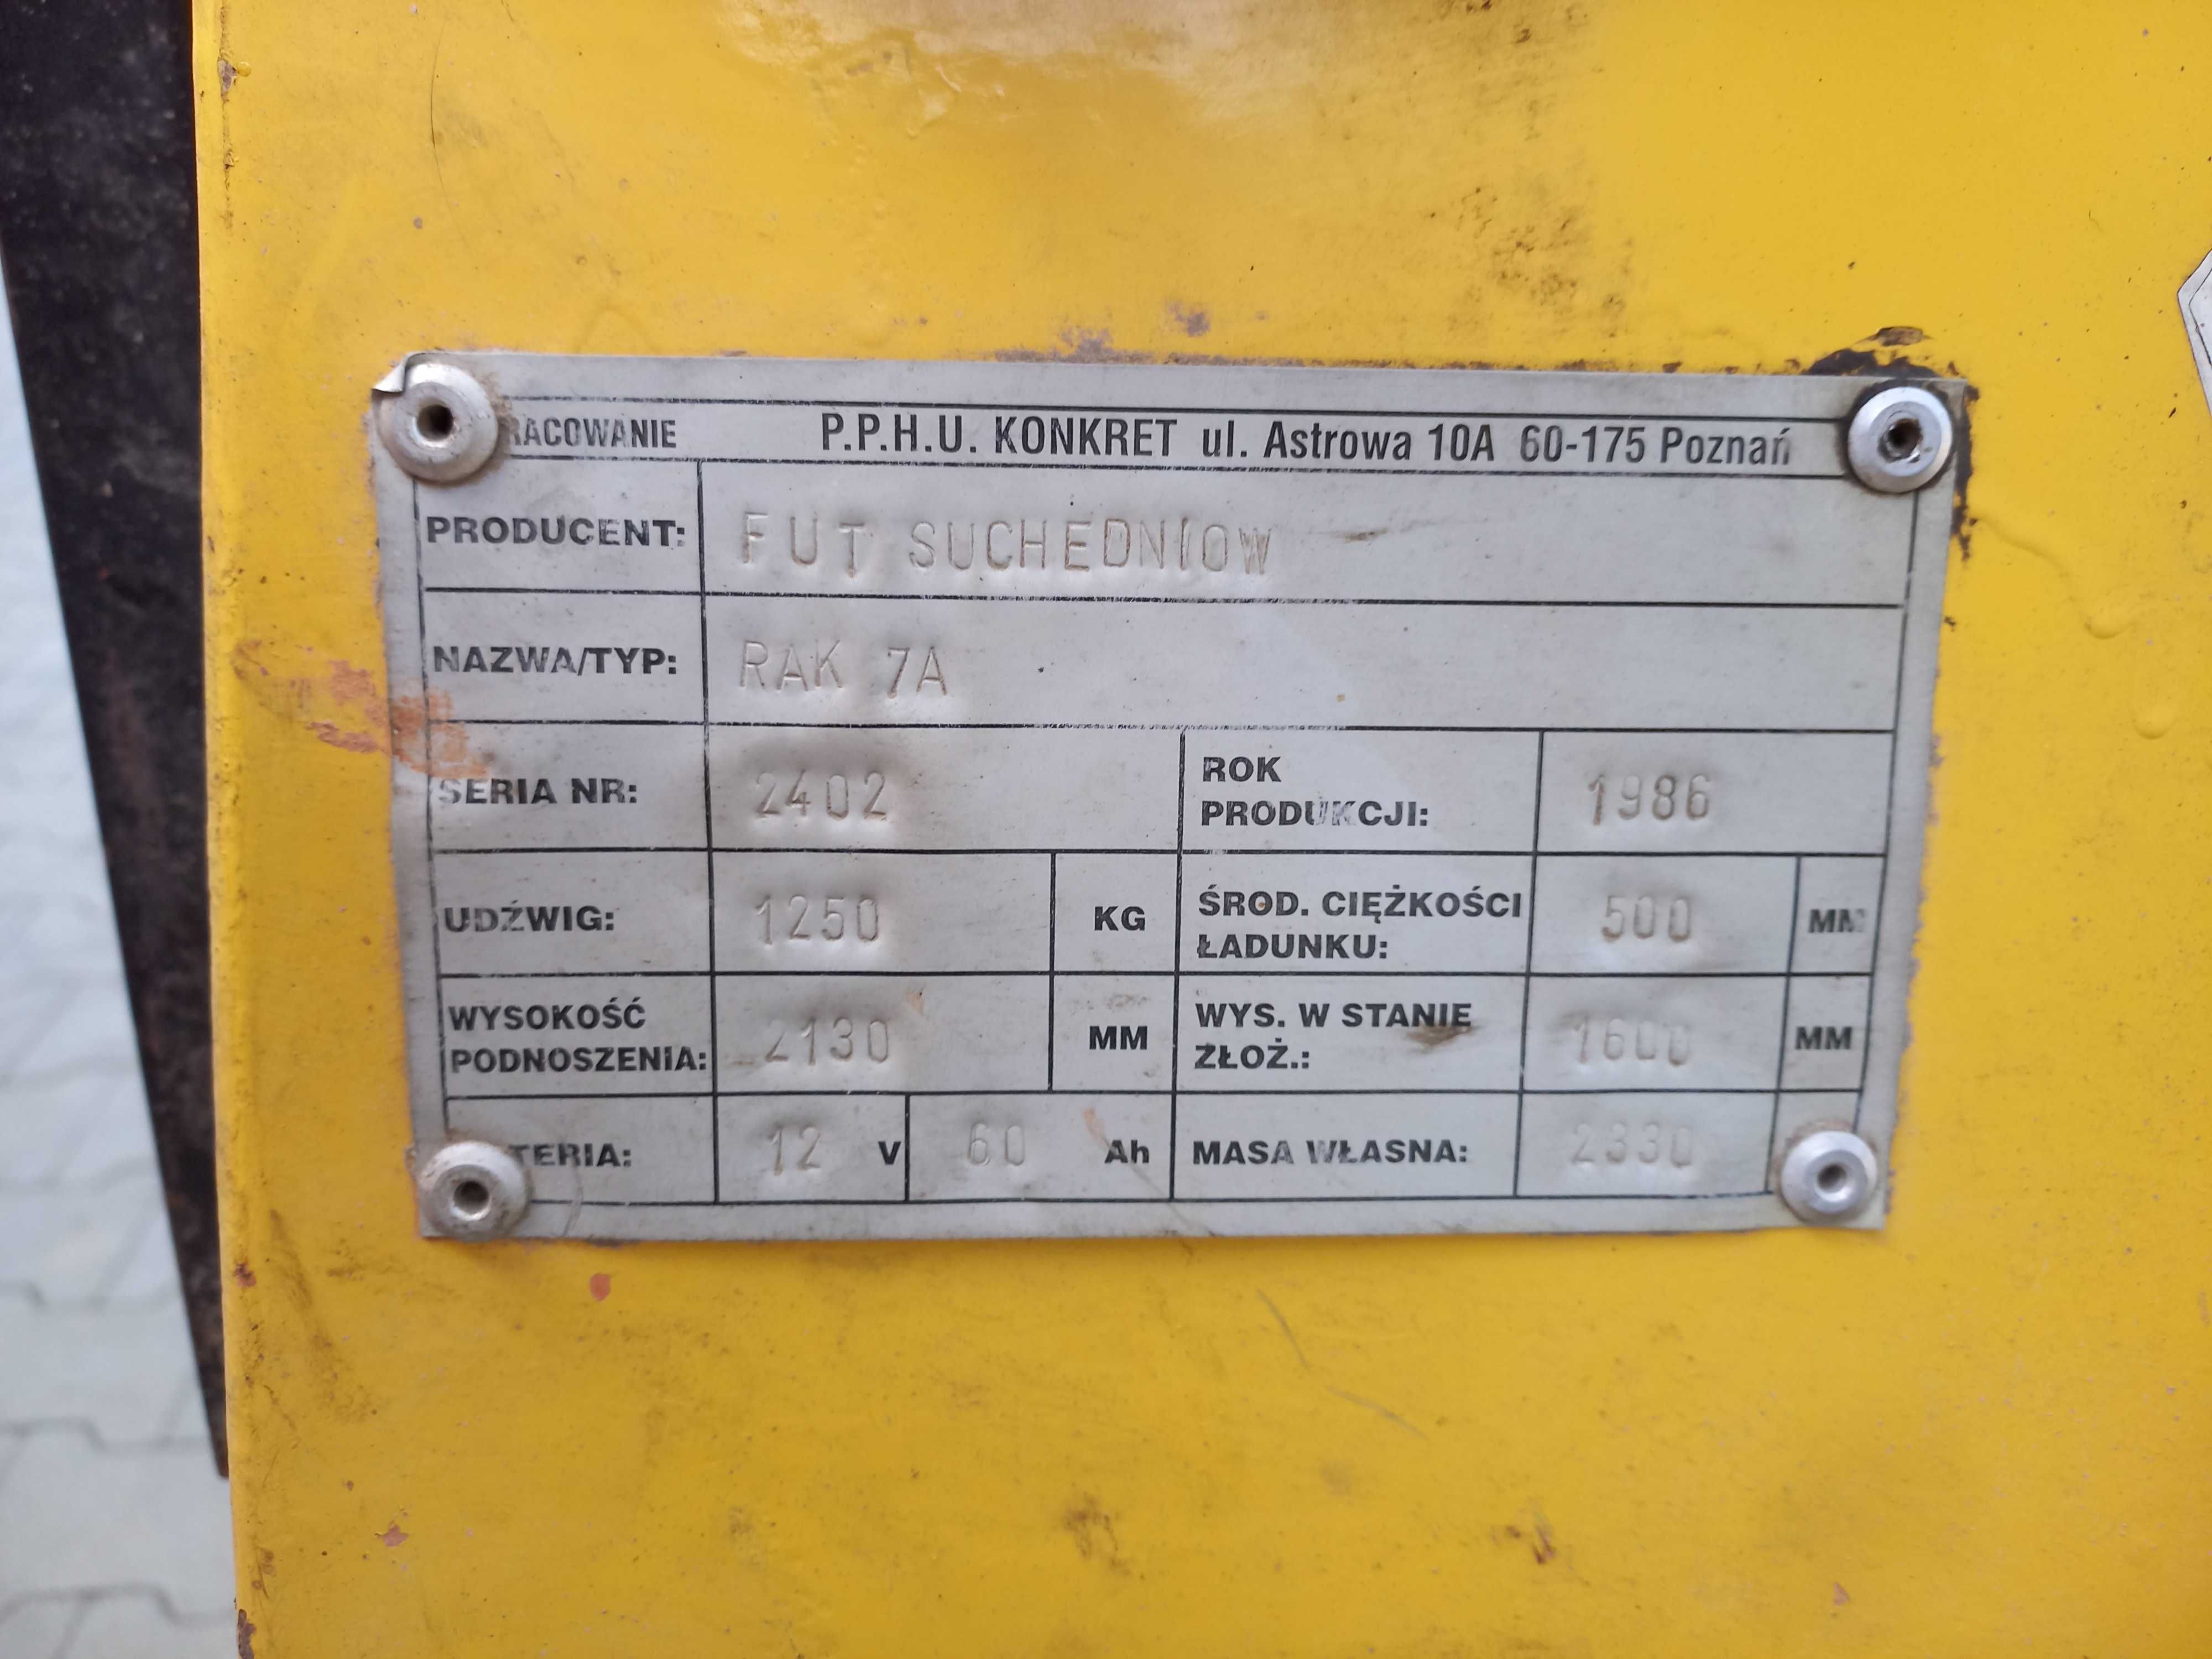 RACOWANIE P.P.H.U. KONKRET ul. Astrowa 10A 60-175 Poznań
PRODUCENT: FUT SUCHEDNIOW
NAZWA/TYP: RAK 7A
SERIA NR: 2402 ROK PRODUKCJI: 1986
UDŹWIG: 1250 KG ŚROD. CIĘŻKOŚCI ŁADUNKU: 500 MM
WYSOKOŚĆ PODNOSZENIA: 2130 MM WYS. W STANIE ZŁOŻ.: 1600 MM
TERIA: 12 V 60 Ah MASA WŁASNA: 2330